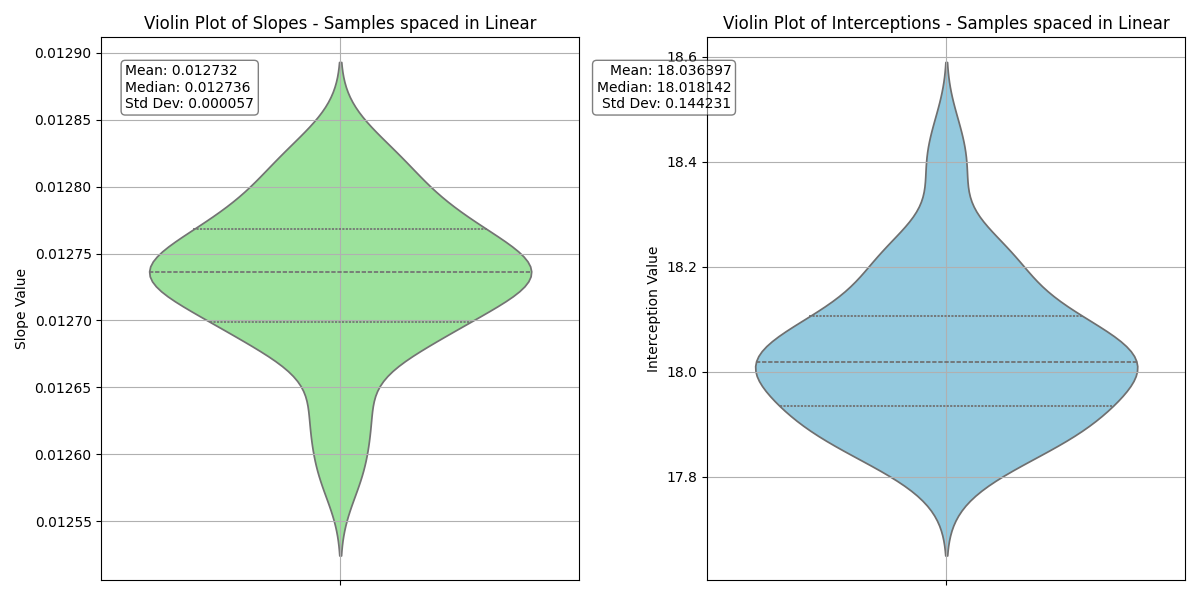 Violin Plot of Slopes - Samples spaced in Linear
0.01290
0.01285
0.01280
0.01275
0.01270
0.01265
0.01260
0.01255
Slope Value
Mean: 0.012732
Median: 0.012736
Std Dev: 0.000057
Violin Plot of Interceptions - Samples spaced in Linear
18.6
18.4
18.2
18.0
17.8
Interception Value
Mean: 18.036397
Median: 18.018142
Std Dev: 0.144231